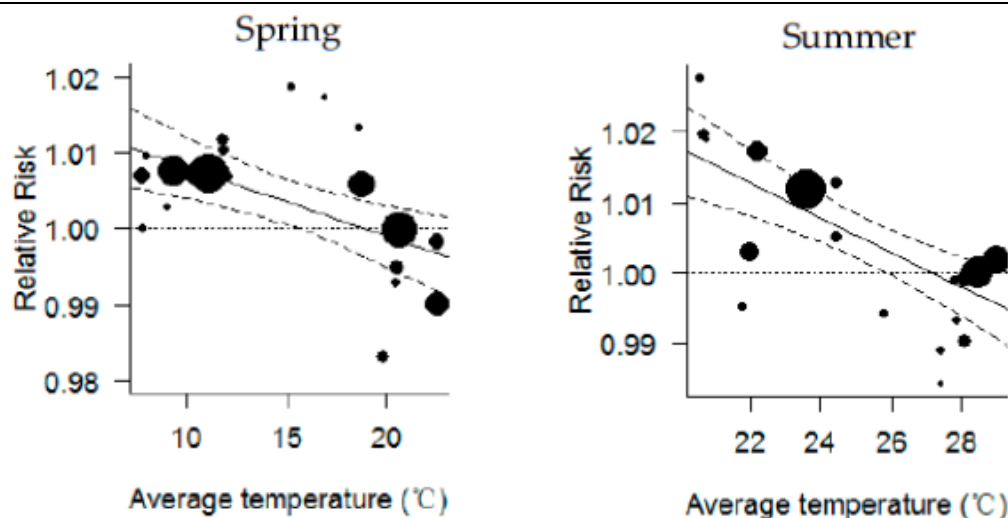 Spring
1.02
1.01
1.00
0.99
0.98
Relative Risk
10 15 20
Average temperature (℃)
Summer
1.02
1.01
1.00
0.99
Relative Risk
22 24 26 28
Average temperature (℃)